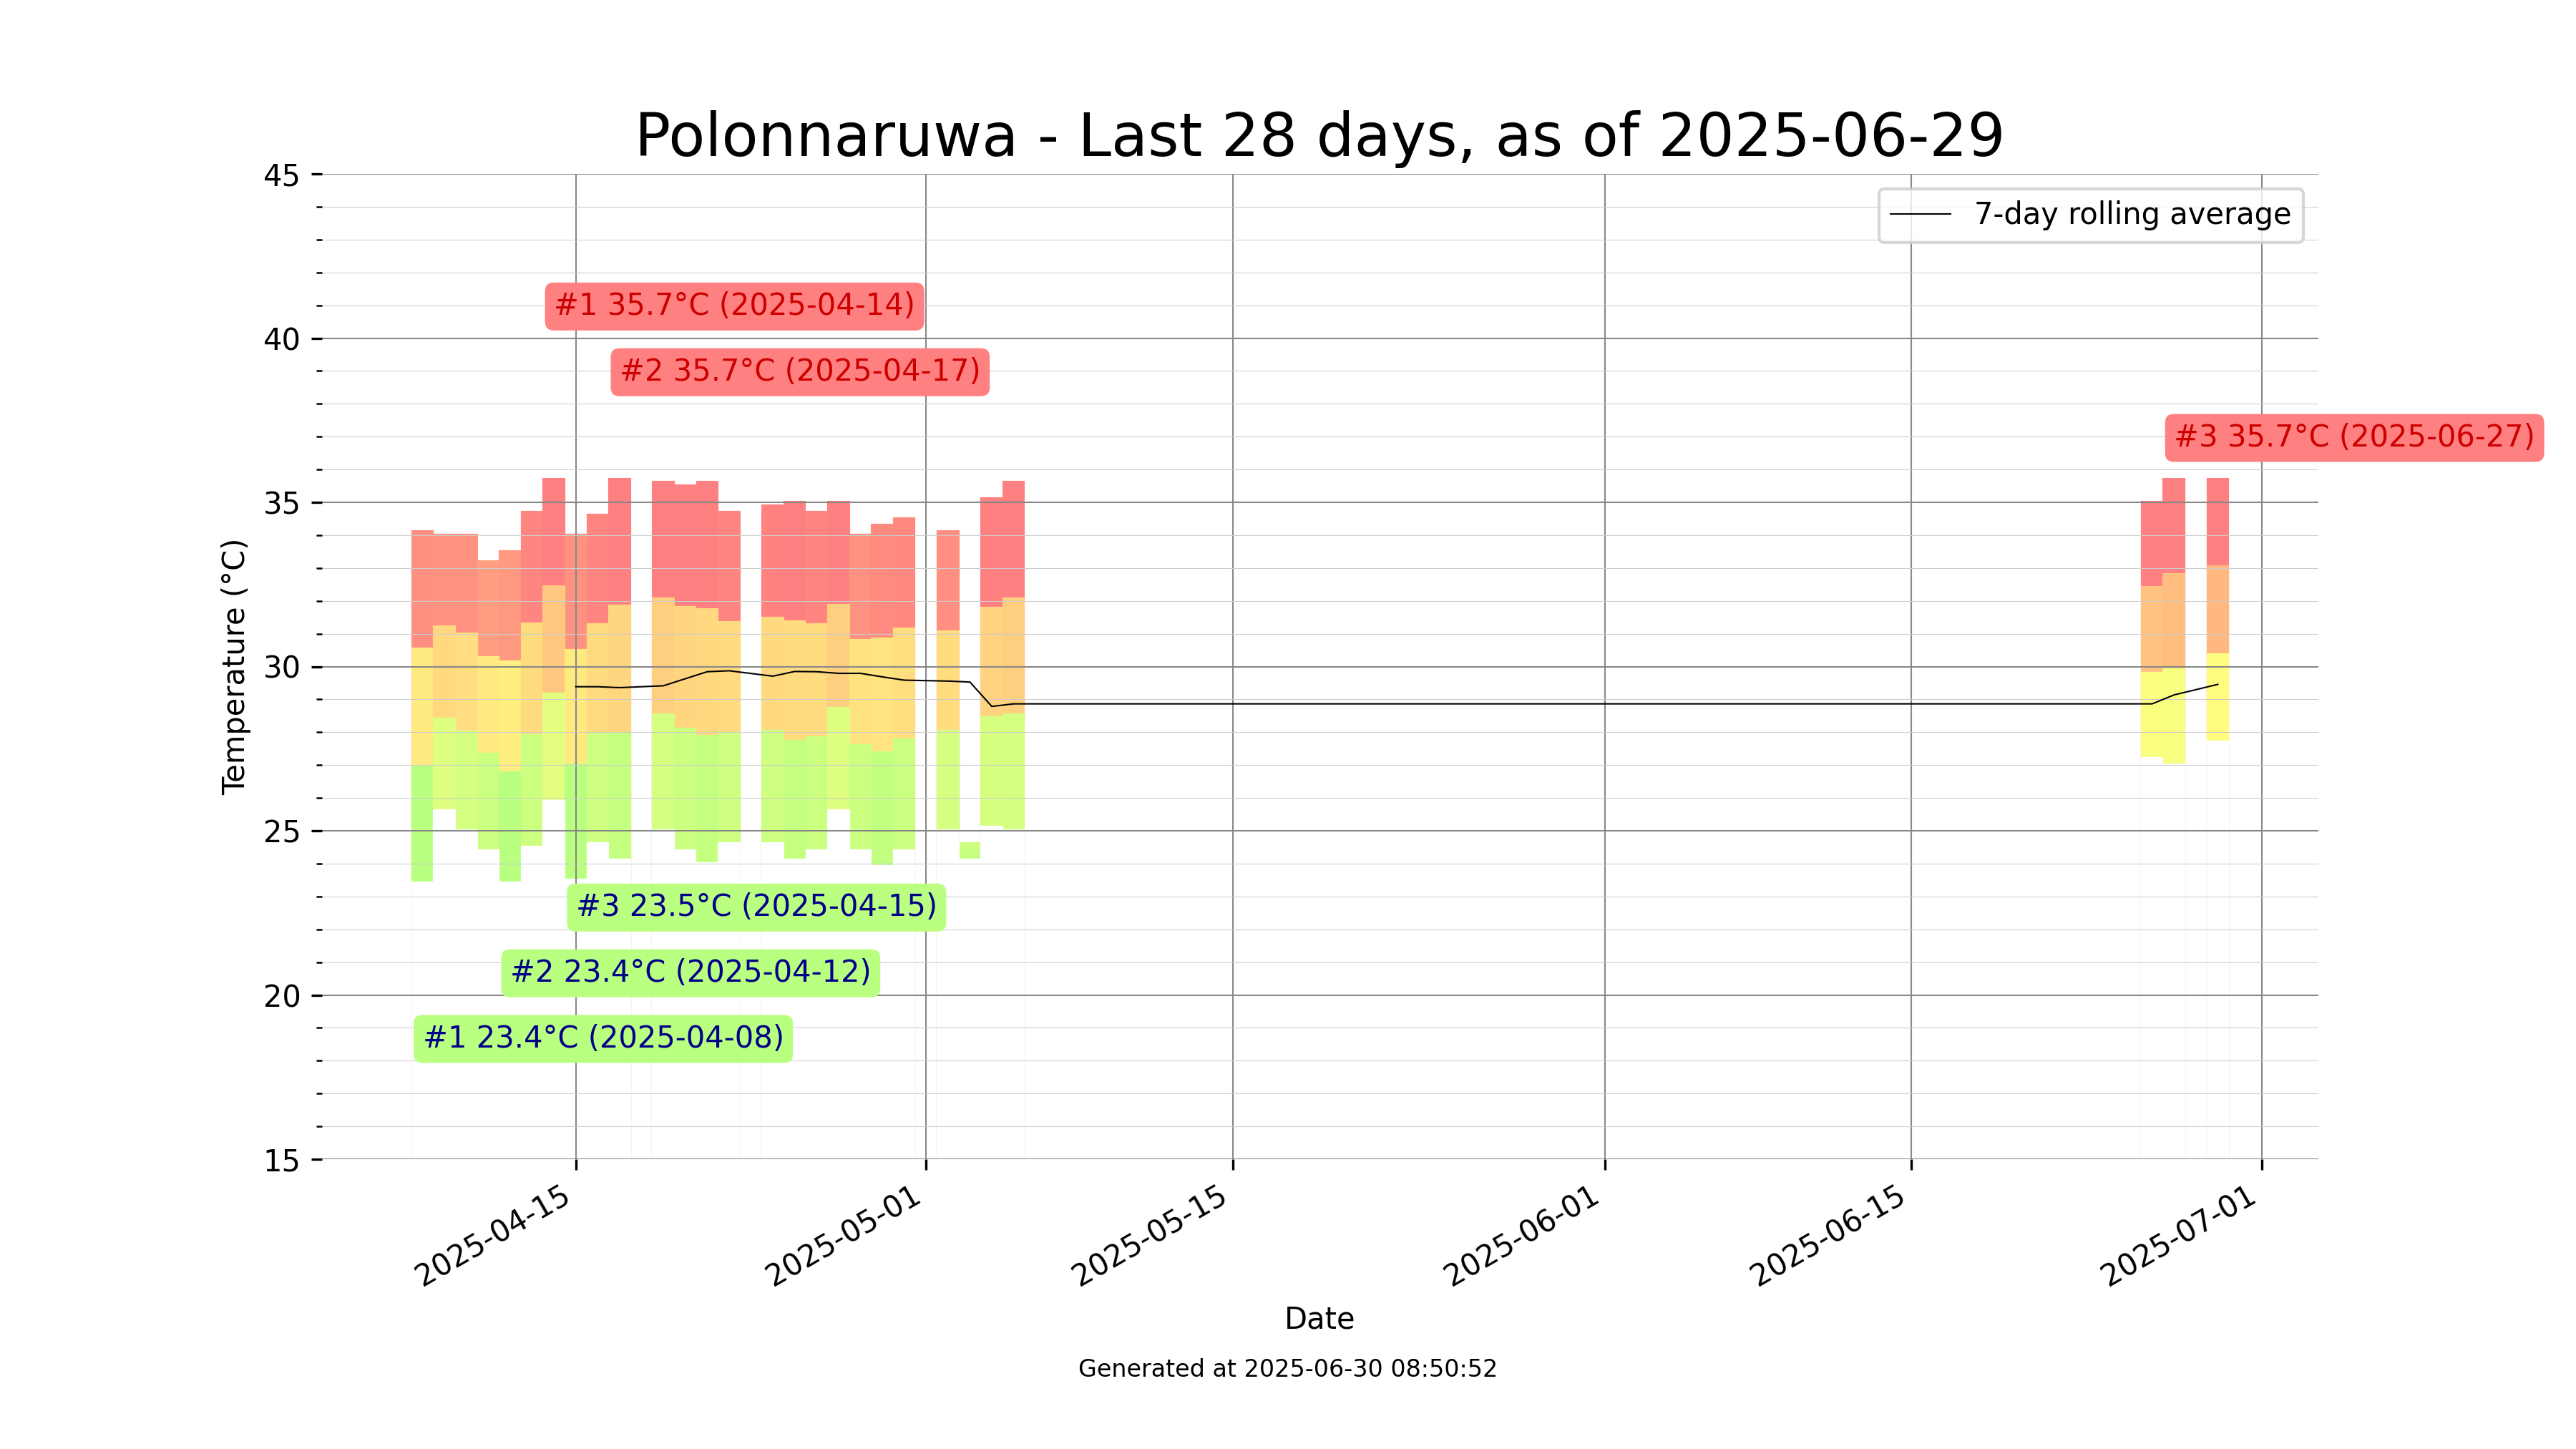 Polonnaruwa - Last 28 days, as of 2025-06-29
45
7-day rolling average
#1 35.7°C (2025-04-14)
40
#2 35.7°C (2025-04-17)
#3 35.7°C (2025-06-27)
35
Temperature (°C)
30
25
#3 23.5°C (2025-04-15)
#2 23.4°C (2025-04-12)
20
#1 23.4°C (2025-04-08)
15
2025-04-15
2025-05-01
2025-05-15
2025-06-01
2025-06-15
2025-07-01
Date
Generated at 2025-06-30 08:50:52